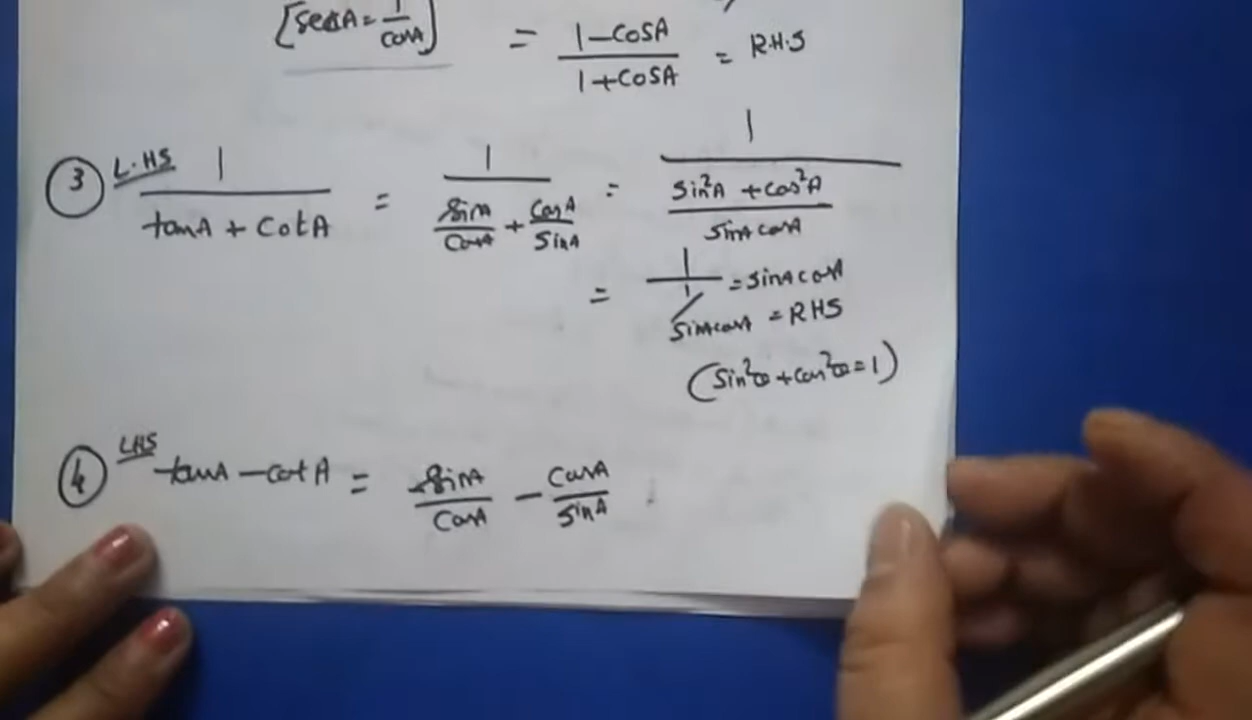 [SecA = 1/cosA] = 1-cosA/1+cosA = R.H.S
③ L.HS 1/tanA + CotA = 1/(sinA/cosA + cosA/sinA) = 1/((sin²A + cos²A)/sinA cosA)
= 1/(1/sinA cosA) = sinA cosA
= RHS
(sin²θ + cos²θ = 1)
④ LHS tanA - cotA = sinA/cosA - cosA/sinA